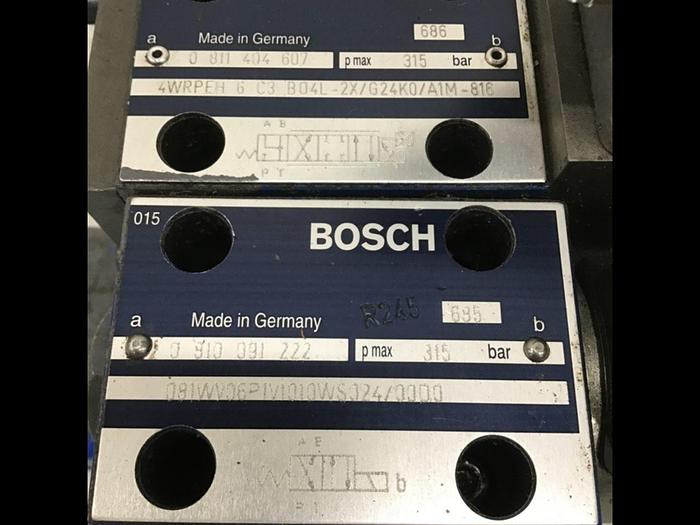 686
a Made in Germany b
0 811 404 607 p max 315 bar
4WRPEH 6 C3 B04L-2X/G24K0/A1M-816
A B
P T
015 BOSCH
R245 685
a Made in Germany b
0 810 091 222 p max 315 bar
081WV06P1V1010WS024/00D0
A B
b
P T